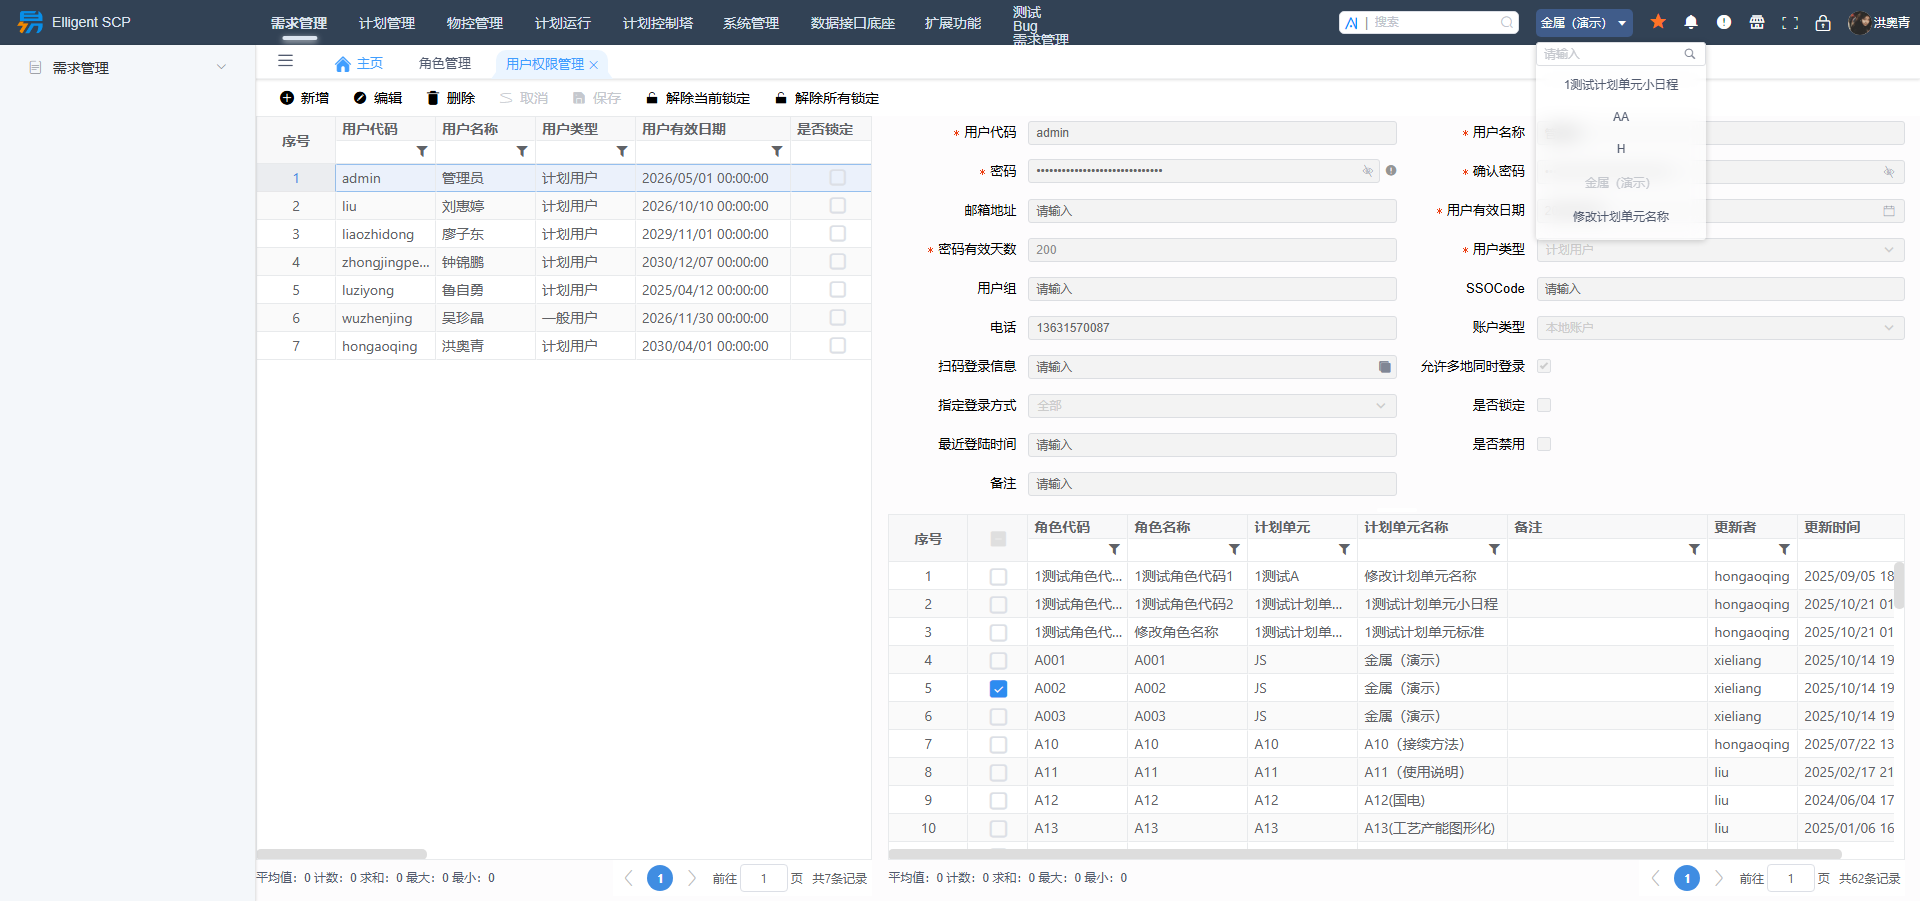 Elligent SCP
需求管理 计划管理 物控管理 计划运行 计划控制塔 系统管理 数据接口底座 扩展功能 测试
Bug
需求管理
AI | 搜索
金属（演示）
洪奥青
需求管理
主页 角色管理 用户权限管理
请输入
1测试计划单元小日程
AA
H
金属（演示）
修改计划单元名称
新增 编辑 删除 取消 保存 解除当前锁定 解除所有锁定
序号 用户代码 用户名称 用户类型 用户有效日期 是否锁定
1 admin 管理员 计划用户 2026/05/01 00:00:00
2 liu 刘惠婷 计划用户 2026/10/10 00:00:00
3 liaozhidong 廖子东 计划用户 2029/11/01 00:00:00
4 zhongjingpe... 钟锦鹏 计划用户 2030/12/07 00:00:00
5 luziyong 鲁自勇 计划用户 2025/04/12 00:00:00
6 wuzhenjing 吴珍晶 一般用户 2026/11/30 00:00:00
7 hongaoqing 洪奥青 计划用户 2030/04/01 00:00:00
* 用户代码 admin * 用户名称
* 密码 •••••••••••••••••••••••••••••• * 确认密码
邮箱地址 请输入 * 用户有效日期
* 密码有效天数 200 * 用户类型 计划用户
用户组 请输入 SSOCode 请输入
电话 13631570087 账户类型 本地账户
扫码登录信息 请输入 允许多地同时登录
指定登录方式 全部 是否锁定
最近登陆时间 请输入 是否禁用
备注 请输入
序号 角色代码 角色名称 计划单元 计划单元名称 备注 更新者 更新时间
1 1测试角色代... 1测试角色代码1 1测试A 修改计划单元名称 hongaoqing 2025/09/05 18
2 1测试角色代... 1测试角色代码2 1测试计划单... 1测试计划单元小日程 hongaoqing 2025/10/21 01
3 1测试角色代... 修改角色名称 1测试计划单... 1测试计划单元标准 hongaoqing 2025/10/21 01
4 A001 A001 JS 金属（演示） xieliang 2025/10/14 19
5 A002 A002 JS 金属（演示） xieliang 2025/10/14 19
6 A003 A003 JS 金属（演示） xieliang 2025/10/14 19
7 A10 A10 A10 A10（接续方法） hongaoqing 2025/07/22 13
8 A11 A11 A11 A11（使用说明） liu 2025/02/17 21
9 A12 A12 A12 A12(国电) liu 2024/06/04 17
10 A13 A13 A13 A13(工艺产能图形化) liu 2025/01/06 16
平均值：0 计数：0 求和：0 最大：0 最小：0 1 前往 1 页 共7条记录
平均值：0 计数：0 求和：0 最大：0 最小：0 1 前往 1 页 共62条记录